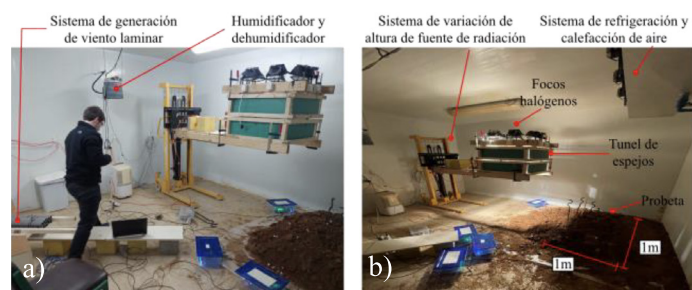 Sistema de generación
de viento laminar
Humidificador y
dehumidificador
Sistema de variación de
altura de fuente de radiación
Sistema de refrigeración y
calefacción de aire
Focos
halógenos
Tunel de
espejos
Probeta
1m
1m
a)
b)